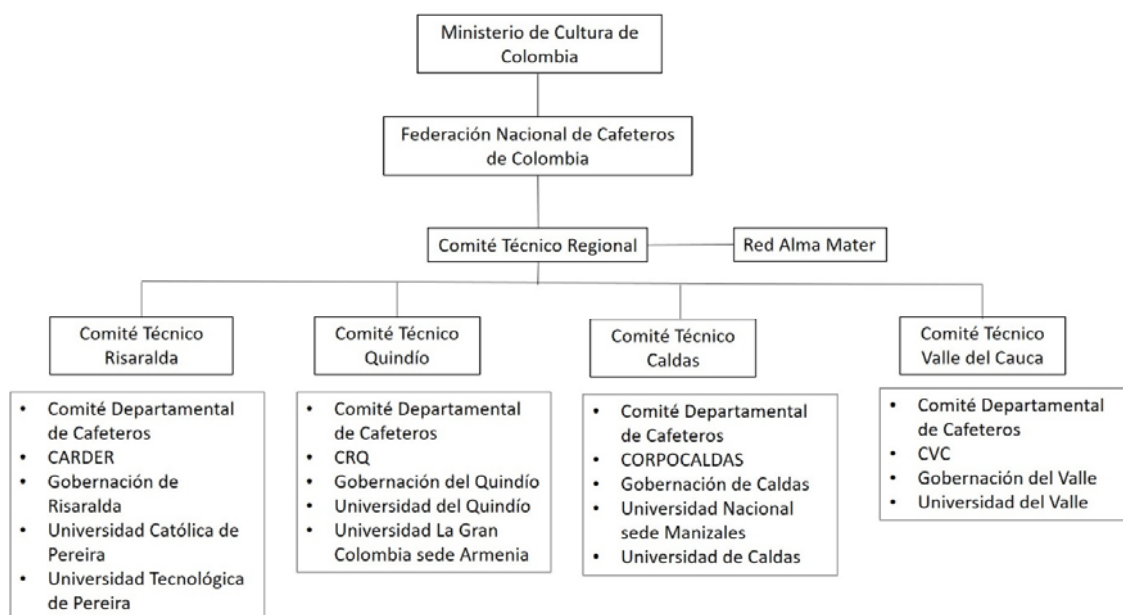 Ministerio de Cultura de
Colombia
Federación Nacional de Cafeteros
de Colombia
Comité Técnico Regional
Red Alma Mater
Comité Técnico
Risaralda
• Comité Departamental
de Cafeteros
• CARDER
• Gobernación de
Risaralda
• Universidad Católica de
Pereira
• Universidad Tecnológica
de Pereira
Comité Técnico
Quindío
• Comité Departamental
de Cafeteros
• CRQ
• Gobernación del Quindío
• Universidad del Quindío
• Universidad La Gran
Colombia sede Armenia
Comité Técnico
Caldas
• Comité Departamental
de Cafeteros
• CORPOCALDAS
• Gobernación de Caldas
• Universidad Nacional
sede Manizales
• Universidad de Caldas
Comité Técnico
Valle del Cauca
• Comité Departamental
de Cafeteros
• CVC
• Gobernación del Valle
• Universidad del Valle